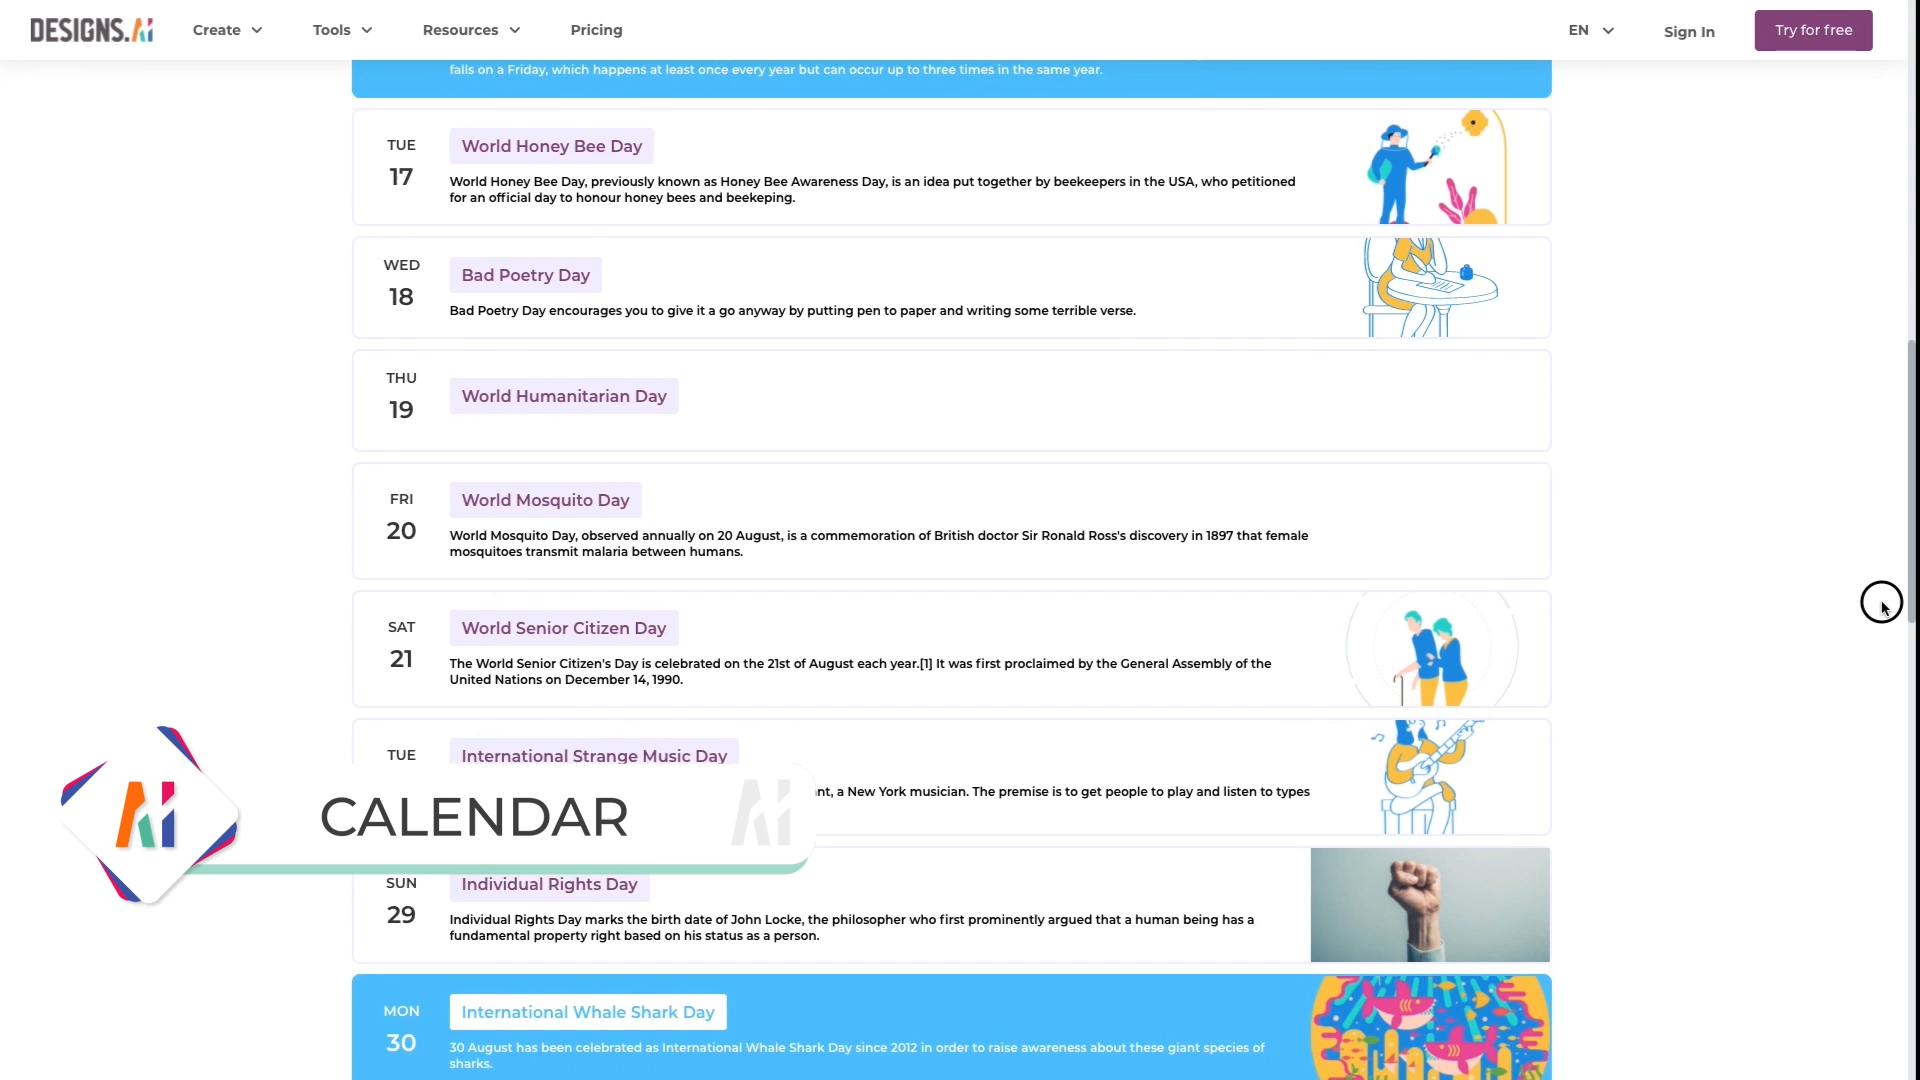 DESIGNS.AI
Create
Tools
Resources
Pricing
EN
Sign In
Try for free
falls on a Friday, which happens at least once every year but can occur up to three times in the same year.
TUE
17
World Honey Bee Day
World Honey Bee Day, previously known as Honey Bee Awareness Day, is an idea put together by beekeepers in the USA, who petitioned
for an official day to honour honey bees and beekeping.
WED
18
Bad Poetry Day
Bad Poetry Day encourages you to give it a go anyway by putting pen to paper and writing some terrible verse.
THU
19
World Humanitarian Day
FRI
20
World Mosquito Day
World Mosquito Day, observed annually on 20 August, is a commemoration of British doctor Sir Ronald Ross's discovery in 1897 that female
mosquitoes transmit malaria between humans.
SAT
21
World Senior Citizen Day
The World Senior Citizen's Day is celebrated on the 21st of August each year.[1] It was first proclaimed by the General Assembly of the
United Nations on December 14, 1990.
TUE
International Strange Music Day
a New York musician. The premise is to get people to play and listen to types
AI
CALENDAR
AI
SUN
29
Individual Rights Day
Individual Rights Day marks the birth date of John Locke, the philosopher who first prominently argued that a human being has a
fundamental property right based on his status as a person.
MON
30
International Whale Shark Day
30 August has been celebrated as International Whale Shark Day since 2012 in order to raise awareness about these giant species of
sharks.